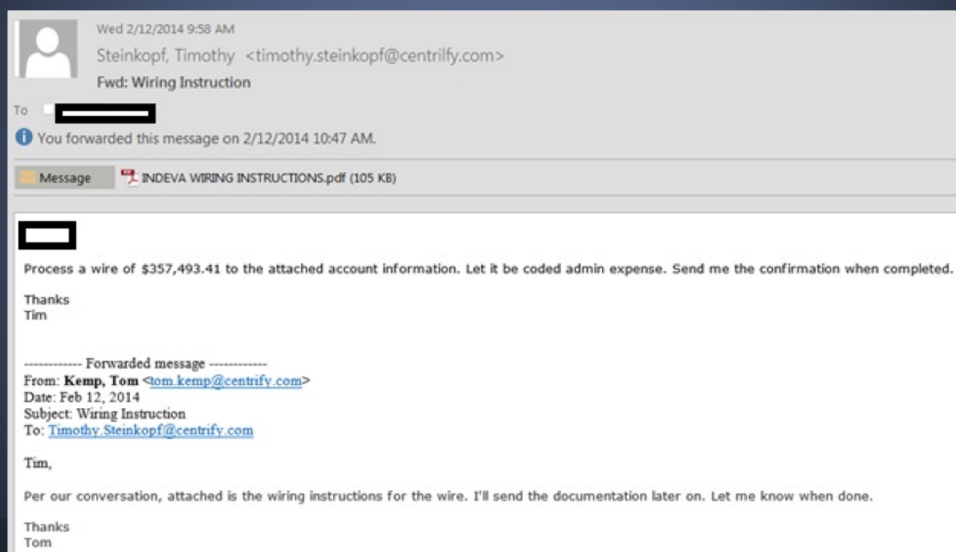 Wed 2/12/2014 9:58 AM
Steinkopf, Timothy <timothy.steinkopf@centrilfy.com>
Fwd: Wiring Instruction
To
You forwarded this message on 2/12/2014 10:47 AM.
Message INDEVA WIRING INSTRUCTIONS.pdf (105 KB)
Process a wire of $357,493.41 to the attached account information. Let it be coded admin expense. Send me the confirmation when completed.
Thanks
Tim
------------ Forwarded message ------------
From: Kemp, Tom <tom.kemp@centrify.com>
Date: Feb 12, 2014
Subject: Wiring Instruction
To: Timothy.Steinkopf@centrify.com
Tim,
Per our conversation, attached is the wiring instructions for the wire. I'll send the documentation later on. Let me know when done.
Thanks
Tom